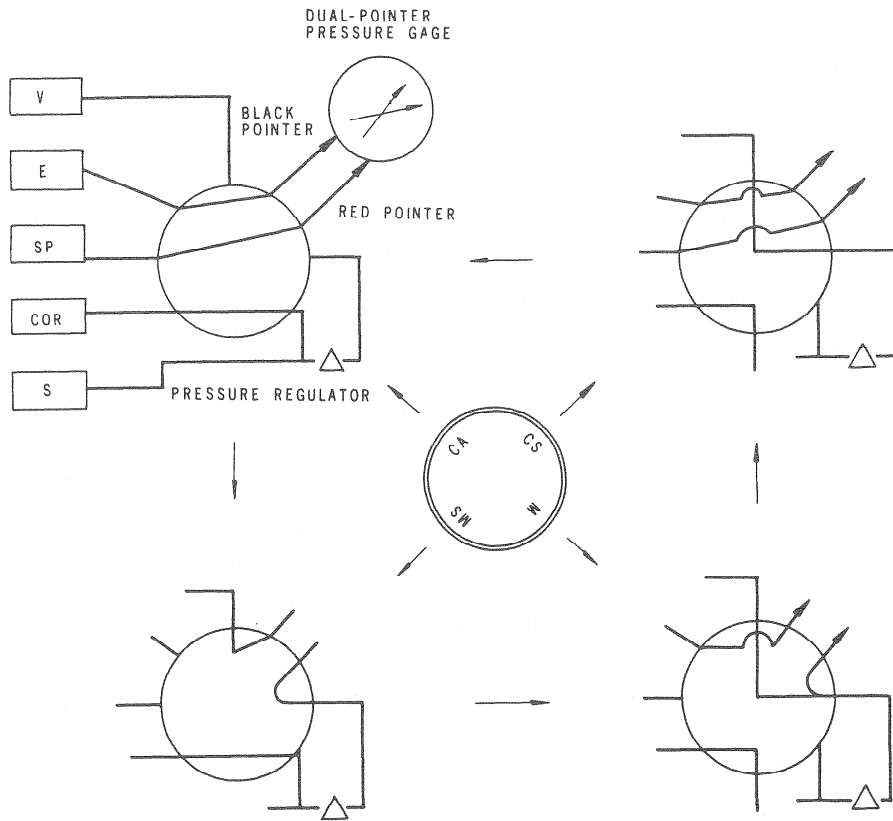 DUAL-POINTER
PRESSURE GAGE
V
BLACK
POINTER
E
RED POINTER
SP
COR
S
PRESSURE REGULATOR
CA
CS
MS
M